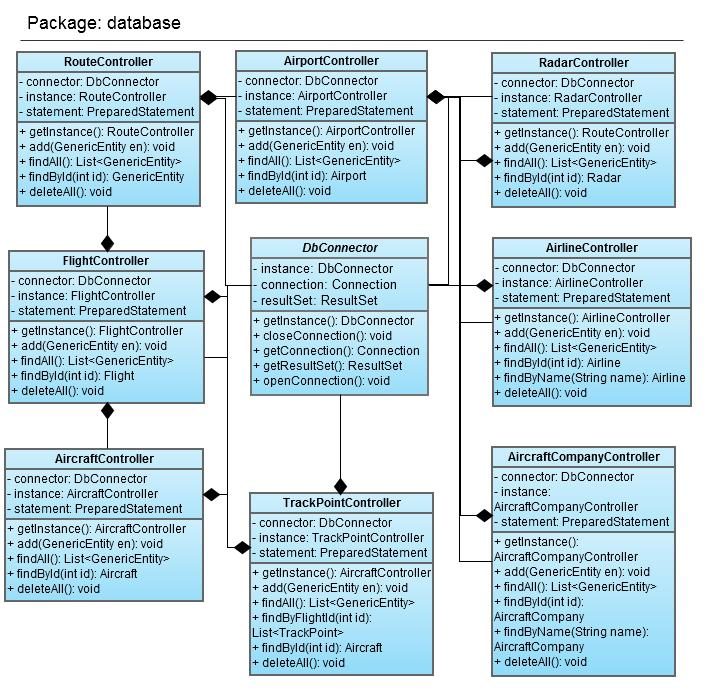 Package: database
RouteController
- connector: DbConnector
- instance: RouteController
- statement: PreparedStatement
+ getInstance(): RouteController
+ add(GenericEntity en): void
+ findAll(): List<GenericEntity>
+ findById(int id): GenericEntity
+ deleteAll(): void
AirportController
- connector: DbConnector
- instance: AirportController
- statement: PreparedStatement
+ getInstance(): AirportController
+ add(GenericEntity en): void
+ findAll(): List<GenericEntity>
+ findById(int id): Airport
+ deleteAll(): void
RadarController
- connector: DbConnector
- instance: RadarController
- statement: PreparedStatement
+ getInstance(): RouteController
+ add(GenericEntity en): void
+ findAll(): List<GenericEntity>
+ findById(int id): Radar
+ deleteAll(): void
FlightController
- connector: DbConnector
- instance: FlightController
- statement: PreparedStatement
+ getInstance(): FlightController
+ add(GenericEntity en): void
+ findAll(): List<GenericEntity>
+ findById(int id): Flight
+ deleteAll(): void
DbConnector
- instance: DbConnector
- connection: Connection
- resultSet: ResultSet
+ getInstance(): DbConnector
+ closeConnection(): void
+ getConnection(): Connection
+ getResultSet(): ResultSet
+ openConnection(): void
AirlineController
- connector: DbConnector
- instance: AirlineController
- statement: PreparedStatement
+ getInstance(): AirlineController
+ add(GenericEntity en): void
+ findAll(): List<GenericEntity>
+ findById(int id): Airline
+ findByName(String name): Airline
+ deleteAll(): void
AircraftController
- connector: DbConnector
- instance: AircraftController
- statement: PreparedStatement
+ getInstance(): AircraftController
+ add(GenericEntity en): void
+ findAll(): List<GenericEntity>
+ findById(int id): Aircraft
+ deleteAll(): void
TrackPointController
- connector: DbConnector
- instance: TrackPointController
- statement: PreparedStatement
+ getInstance(): AircraftController
+ add(GenericEntity en): void
+ findAll(): List<GenericEntity>
+ findByFlightId(int id):
List<TrackPoint>
+ findById(int id): Aircraft
+ deleteAll(): void
AircraftCompanyController
- connector: DbConnector
- instance:
AircraftCompanyController
- statement: PreparedStatement
+ getInstance():
AircraftCompanyController
+ add(GenericEntity en): void
+ findAll(): List<GenericEntity>
+ findById(int id):
AircraftCompany
+ findByName(String name):
AircraftCompany
+ deleteAll(): void